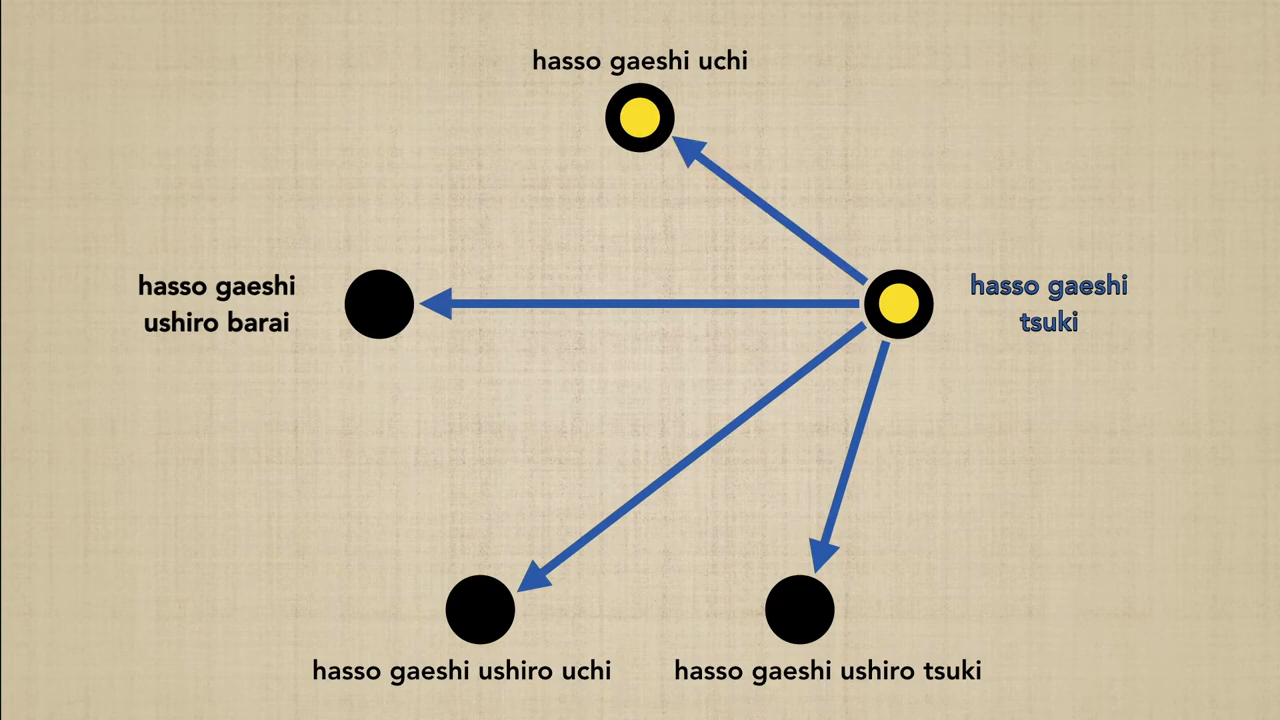 hasso gaeshi uchi
hasso gaeshi
ushiro barai
hasso gaeshi
tsuki
hasso gaeshi ushiro uchi
hasso gaeshi ushiro tsuki